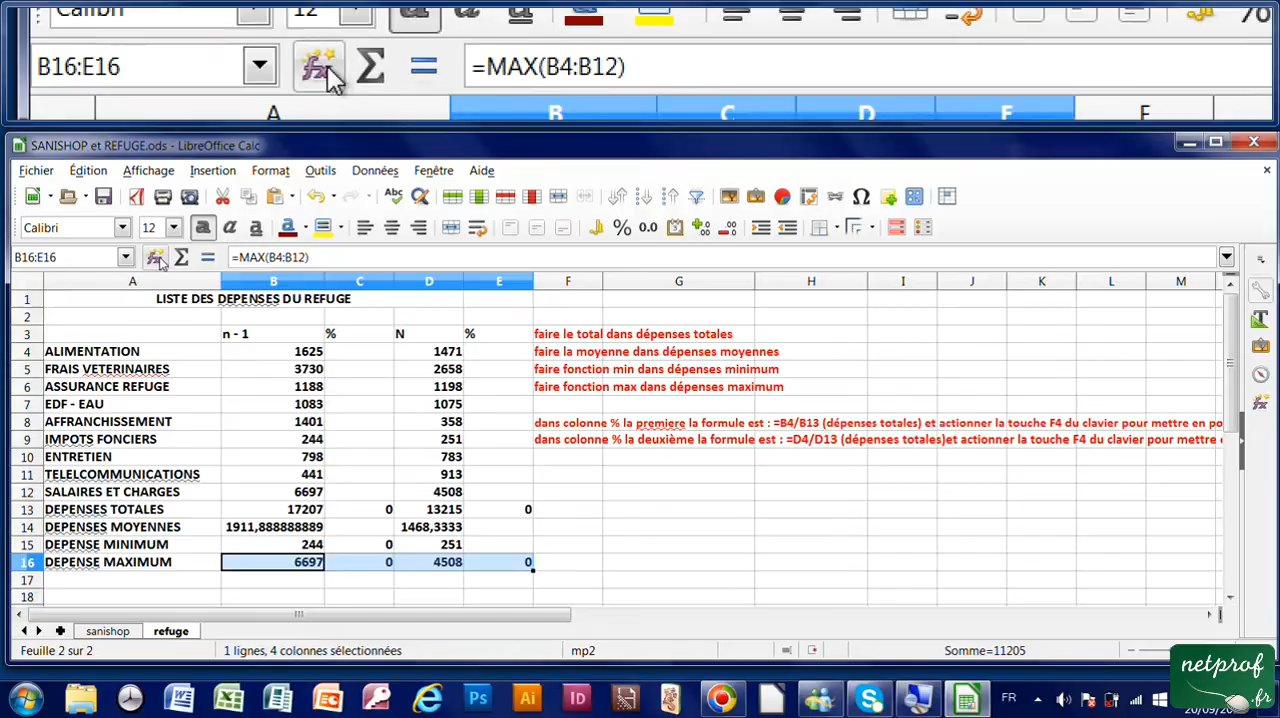 Calibri
12
B16:E16
=MAX(B4:B12)
A B C D E F
SANISHOP et REFUGE.ods - LibreOffice Calc
Fichier Édition Affichage Insertion Format Outils Données Fenêtre Aide
Calibri 12
B16:E16 =MAX(B4:B12)
A B C D E F G H I J K L M
1 LISTE DES DEPENSES DU REFUGE
2
3 n - 1 % N % faire le total dans dépenses totales
4 ALIMENTATION 1625 1471 faire la moyenne dans dépenses moyennes
5 FRAIS VETERINAIRES 3730 2658 faire fonction min dans dépenses minimum
6 ASSURANCE REFUGE 1188 1198 faire fonction max dans dépenses maximum
7 EDF - EAU 1083 1075
8 AFFRANCHISSEMENT 1401 358 dans colonne % la premiere la formule est : =B4/B13 (dépenses totales) et actionner la touche F4 du clavier pour mettre en po
9 IMPOTS FONCIERS 244 251 dans colonne % la deuxième la formule est : =D4/D13 (dépenses totales)et actionner la touche F4 du clavier pour mettre e
10 ENTRETIEN 798 783
11 TELELCOMMUNICATIONS 441 913
12 SALAIRES ET CHARGES 6697 4508
13 DEPENSES TOTALES 17207 0 13215 0
14 DEPENSES MOYENNES 1911,888888889 1468,3333
15 DEPENSE MINIMUM 244 0 251
16 DEPENSE MAXIMUM 6697 0 4508 0
17
18
sanishop refuge
Feuille 2 sur 2 1 lignes, 4 colonnes sélectionnées mp2 Somme=11205
netprof
.fr
FR